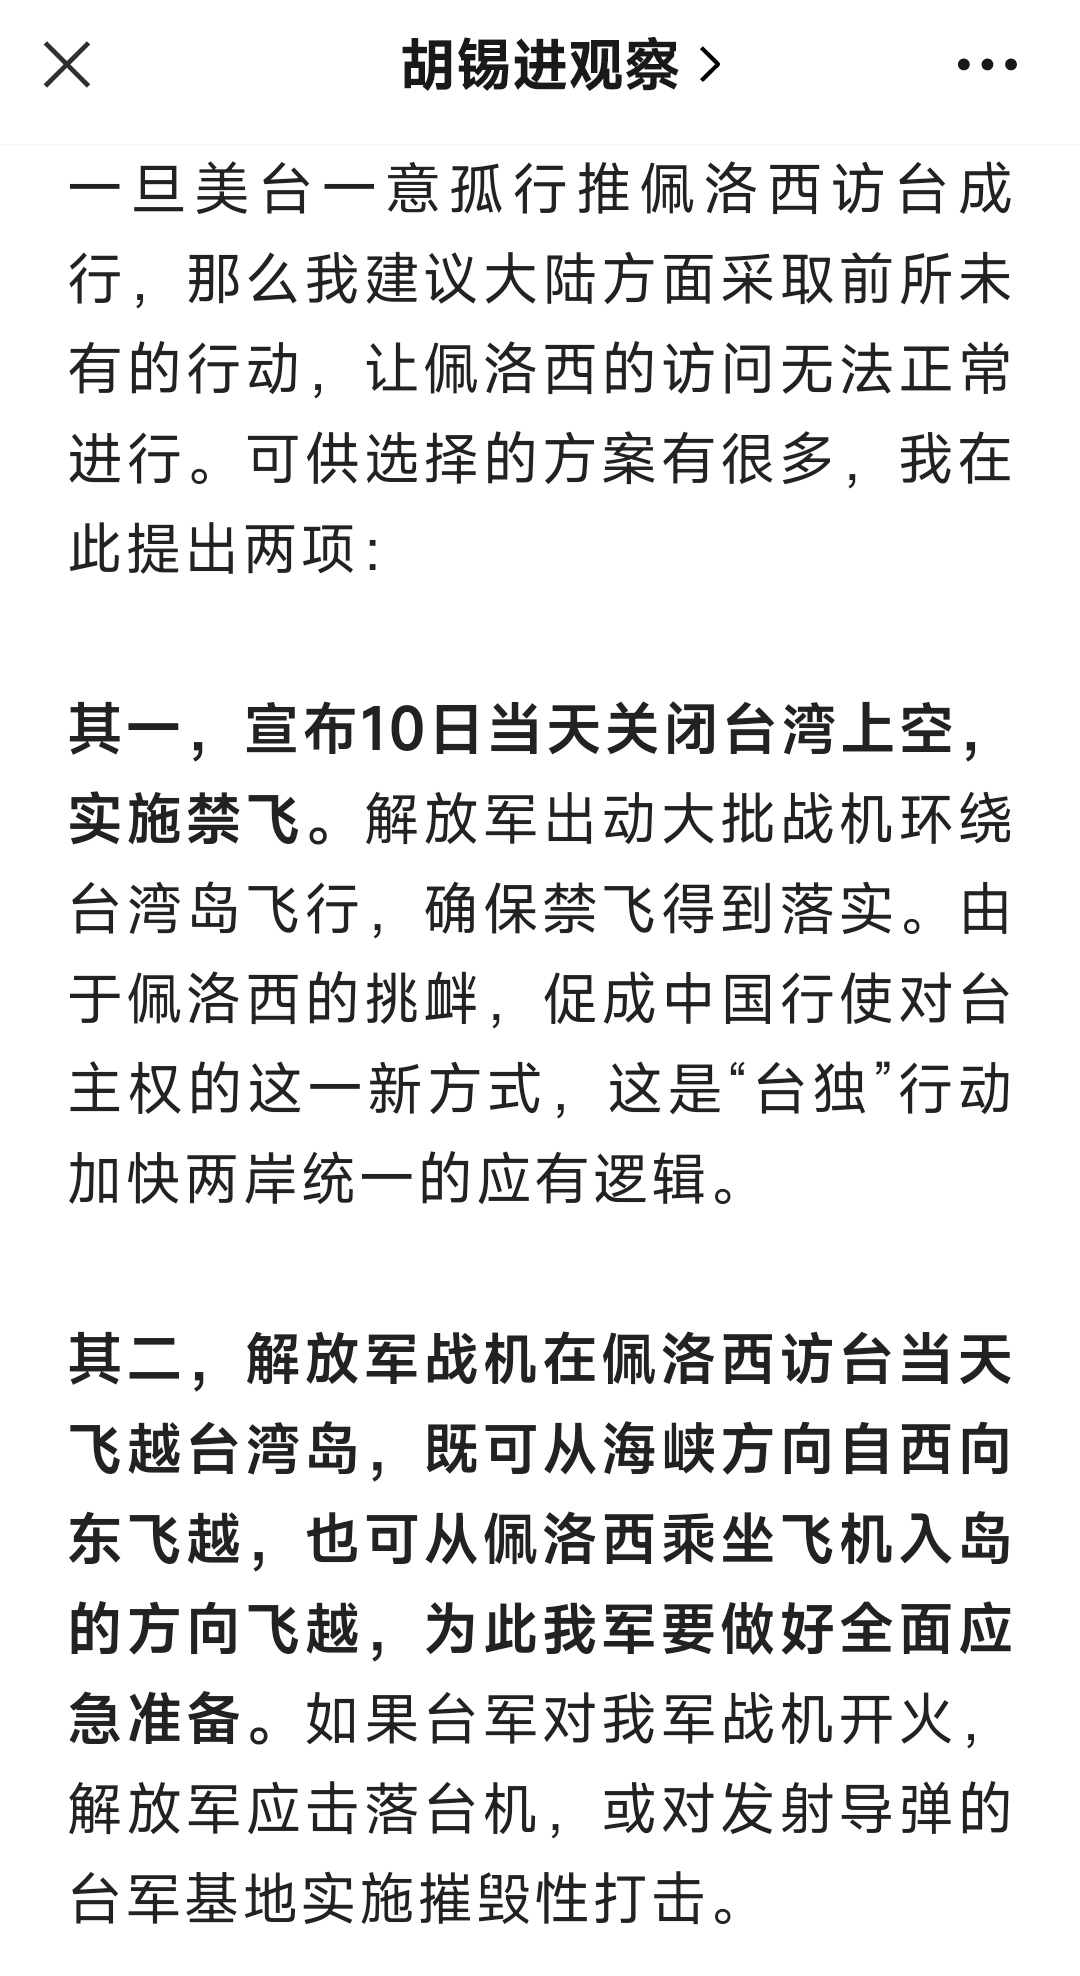 胡锡进观察
一旦美台一意孤行推佩洛西访台成
行，那么我建议大陆方面采取前所未
有的行动，让佩洛西的访问无法正常
进行。可供选择的方案有很多，我在
此提出两项：
其一，宣布10日当天关闭台湾上空，
实施禁飞。解放军出动大批战机环绕
台湾岛飞行，确保禁飞得到落实。由
于佩洛西的挑衅，促成中国行使对台
主权的这一新方式，这是“台独”行动
加快两岸统一的应有逻辑。
其二，解放军战机在佩洛西访台当天
飞越台湾岛，既可从海峡方向自西向
东飞越，也可从佩洛西乘坐飞机入岛
的方向飞越，为此我军要做好全面应
急准备。如果台军对我军战机开火，
解放军应击落台机，或对发射导弹的
台军基地实施摧毁性打击。